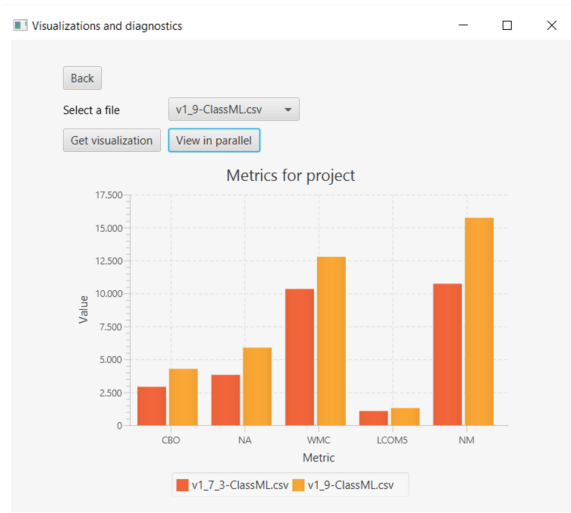 Visualizations and diagnostics
Back
Select a file v1_9-ClassML.csv
Get visualization View in parallel
Metrics for project
17.500
15.000
12.500
10.000
7.500
5.000
2.500
0
Value
CBO NA WMC LCOM5 NM
Metric
v1_7_3-ClassML.csv v1_9-ClassML.csv